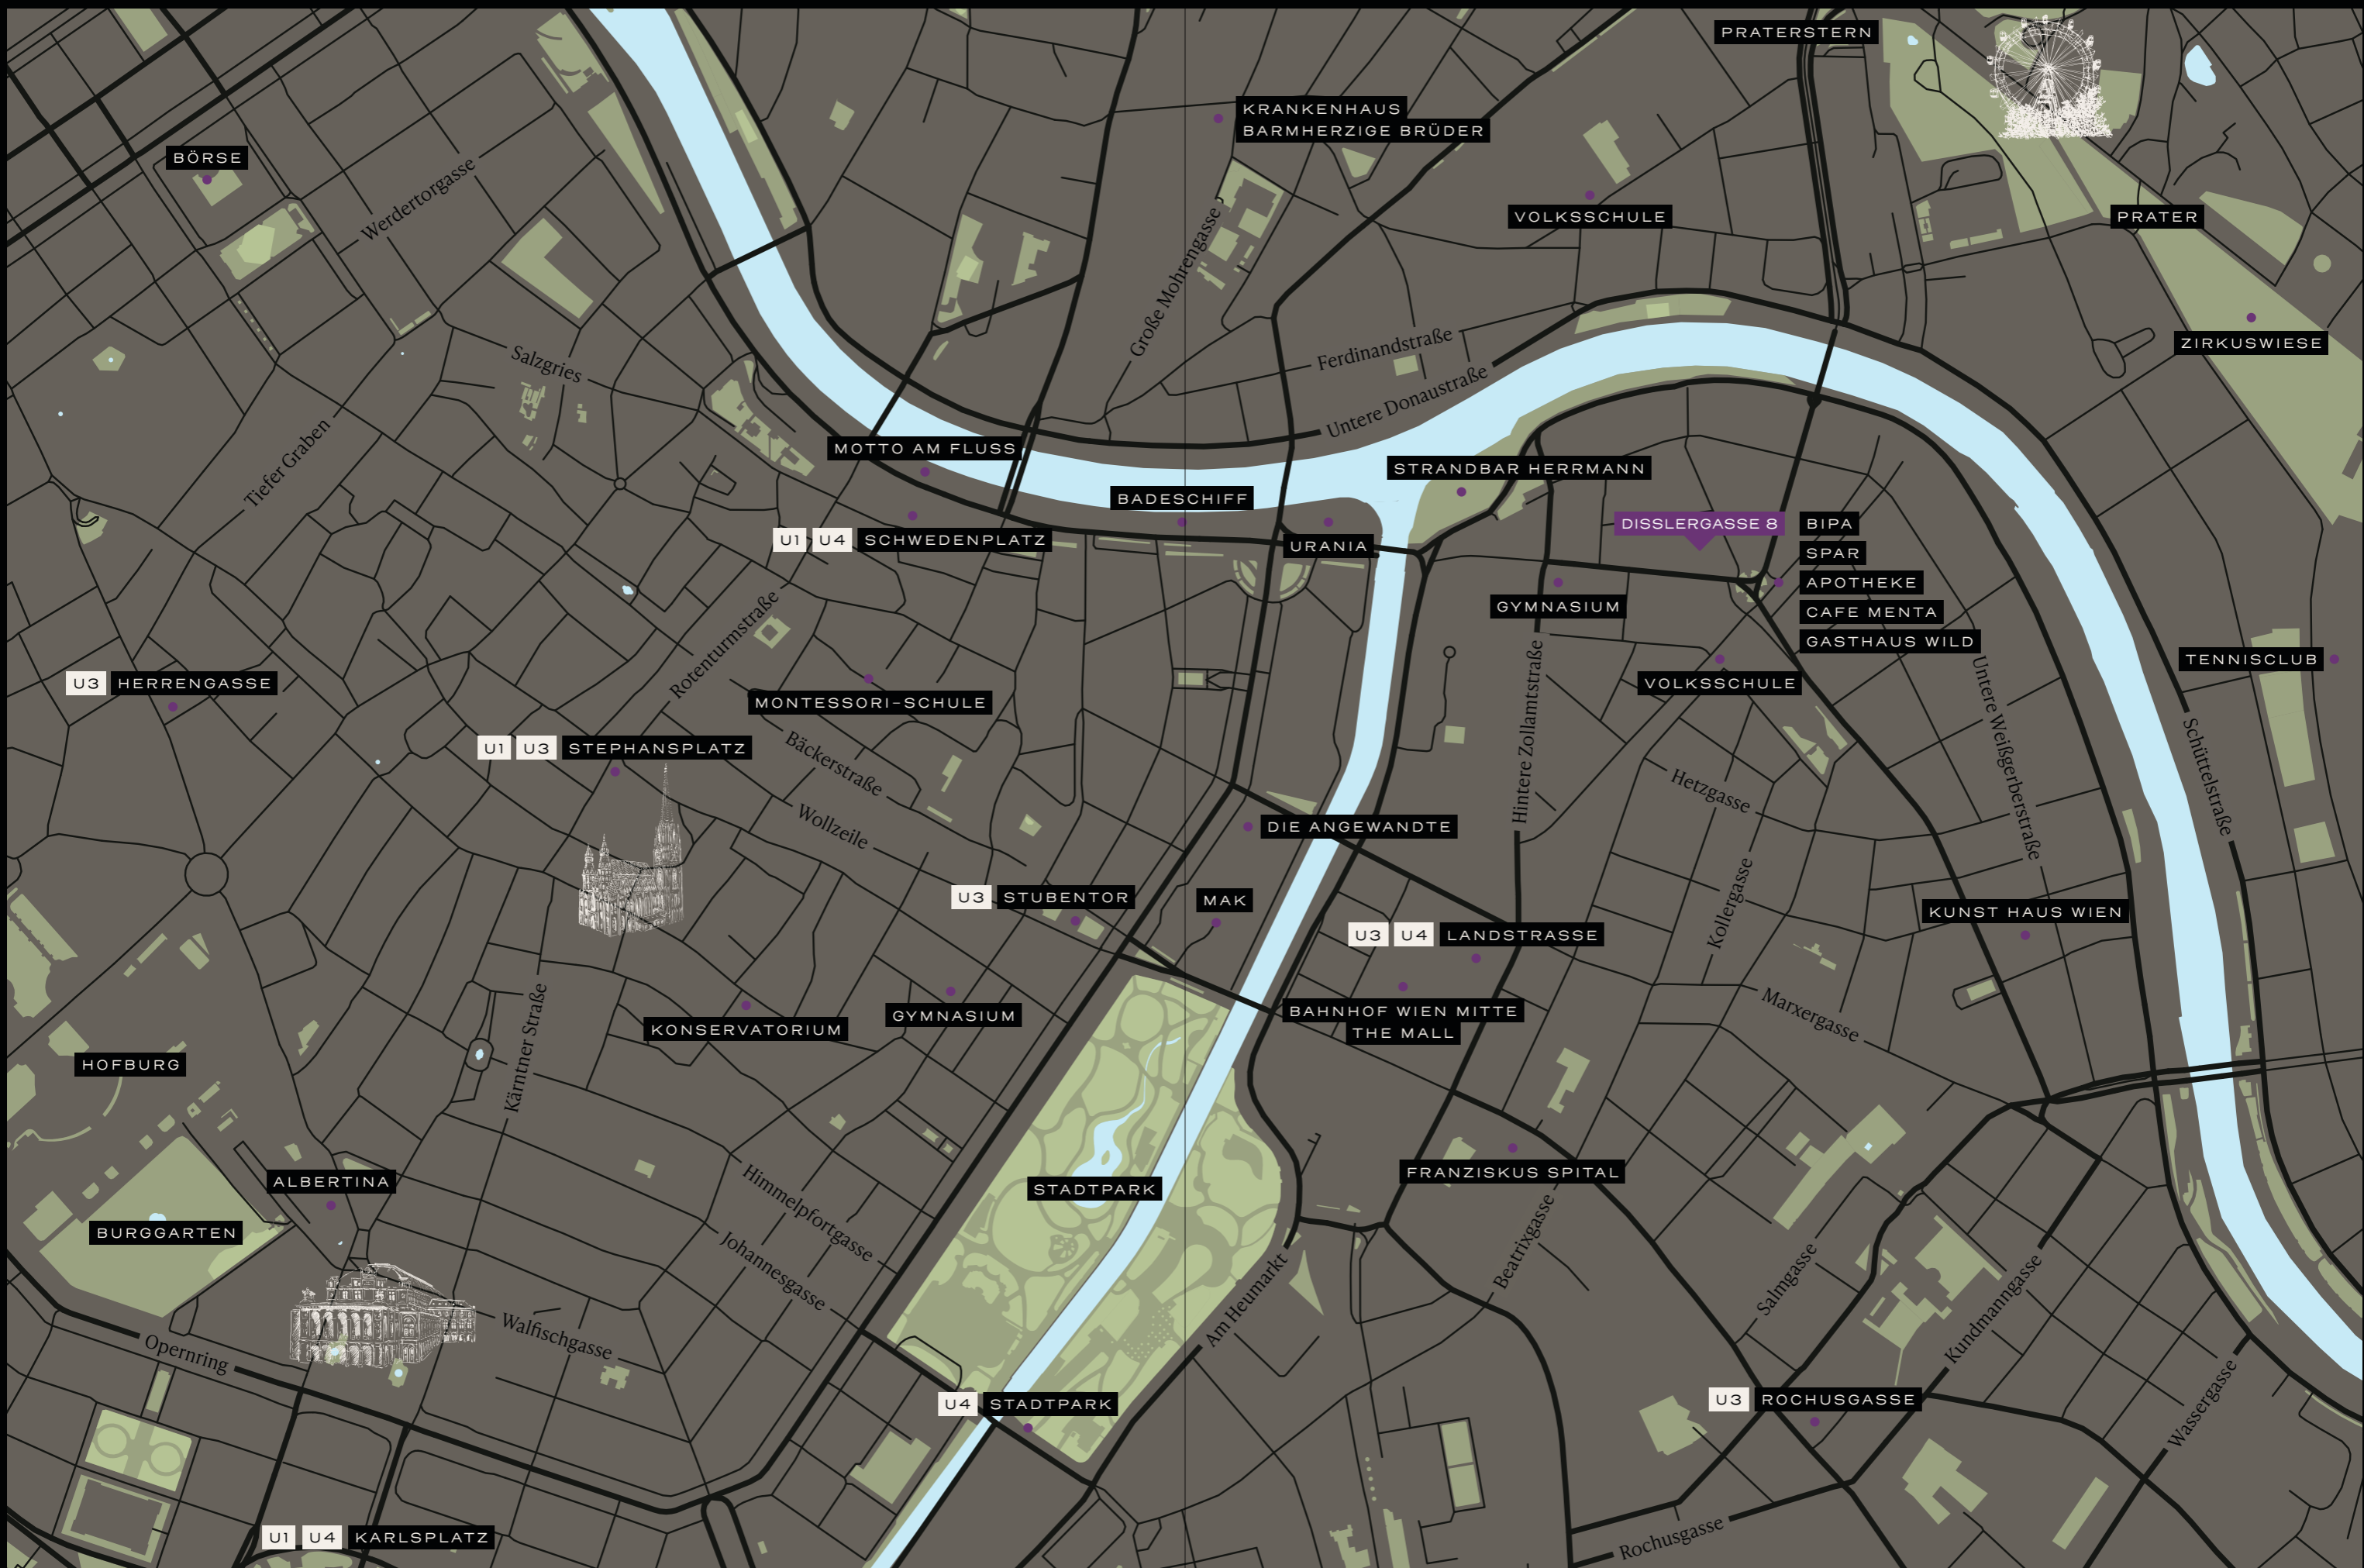 PRATERSTERN
KRANKENHAUS
BARMHERZIGE BRÜDER
BÖRSE
Werdertorgasse
VOLKSSCHULE
PRATER
Große Mohrengasse
Salzgries
Ferdinandstraße
ZIRKUSWIESE
Untere Donaustraße
Tiefer Graben
MOTTO AM FLUSS
STRANDBAR HERRMANN
BADESCHIFF
DISSLERGASSE 8
BIPA
SPAR
APOTHEKE
CAFE MENTA
GASTHAUS WILD
U1 U4 SCHWEDENPLATZ
URANIA
GYMNASIUM
Rotenturmstraße
U3 HERRENGASSE
MONTESSORI-SCHULE
VOLKSSCHULE
TENNISCLUB
Hintere Zollamtstraße
Untere Weißgerberstraße
Schüttelstraße
U1 U3 STEPHANSPLATZ
Bäckerstraße
Wollzeile
Hetzgasse
DIE ANGEWANDTE
U3 STUBENTOR
MAK
Kollergasse
KUNST HAUS WIEN
U3 U4 LANDSTRASSE
Kärntner Straße
KONSERVATORIUM
GYMNASIUM
BAHNHOF WIEN MITTE
THE MALL
Marxergasse
HOFBURG
ALBERTINA
BURGGARTEN
STADTPARK
FRANZISKUS SPITAL
Himmelpfortgasse
Johannesgasse
Beatrixgasse
Am Heumarkt
Salmgasse
Kundmanngasse
Walfischgasse
Opernring
U4 STADTPARK
U3 ROCHUSGASSE
Wassergasse
U1 U4 KARLSPLATZ
Rochusgasse